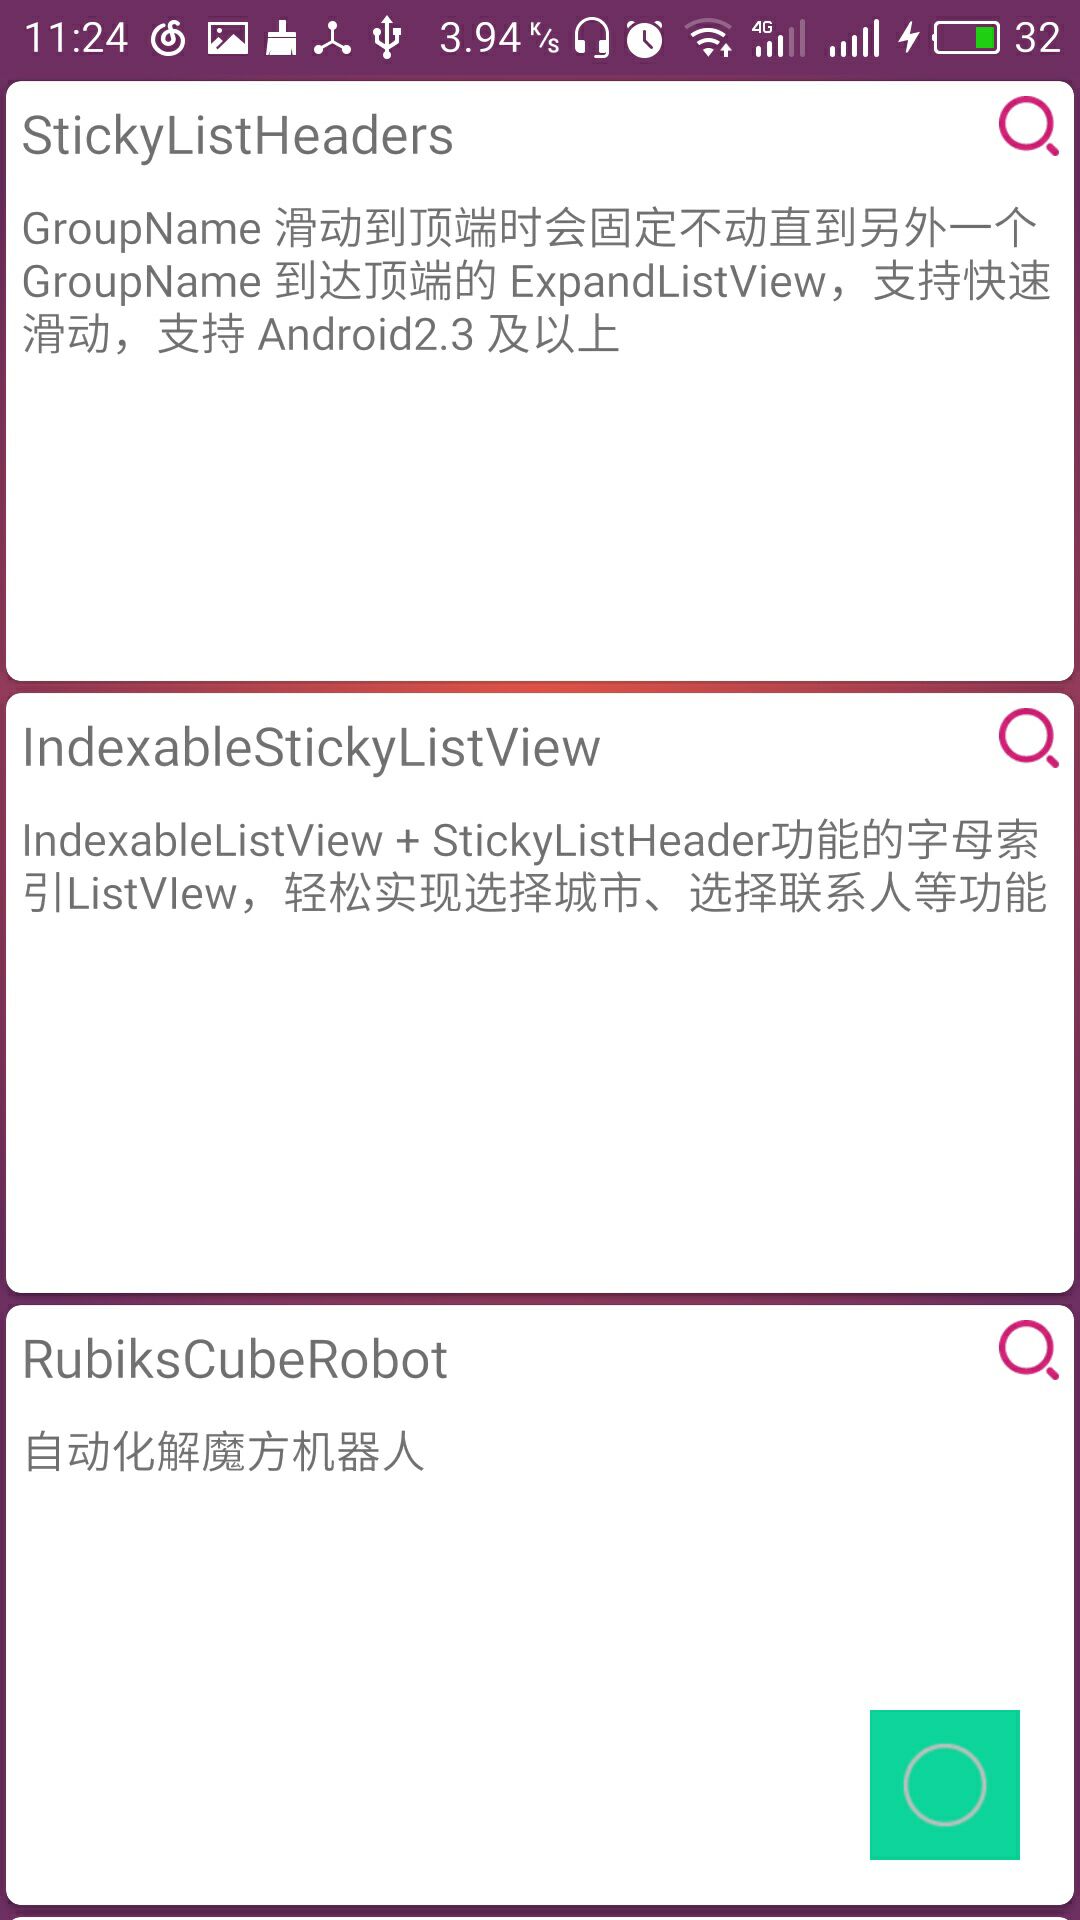 11:24 3.94 K/s 4G 32
StickyListHeaders
GroupName 滑动到顶端时会固定不动直到另外一个
GroupName 到达顶端的 ExpandListView，支持快速
滑动，支持 Android2.3 及以上
IndexableStickyListView
IndexableListView + StickyListHeader功能的字母索
引ListVIew，轻松实现选择城市、选择联系人等功能
RubiksCubeRobot
自动化解魔方机器人